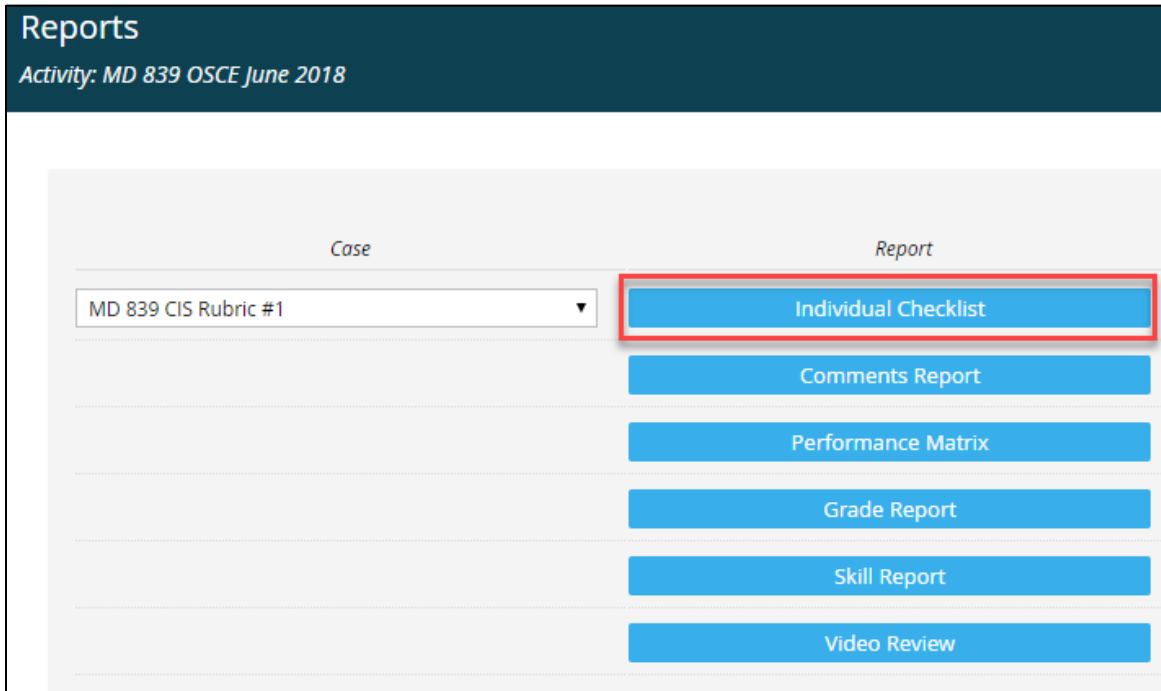 Reports
Activity: MD 839 OSCE June 2018
Case
Report
MD 839 CIS Rubric #1
Individual Checklist
Comments Report
Performance Matrix
Grade Report
Skill Report
Video Review